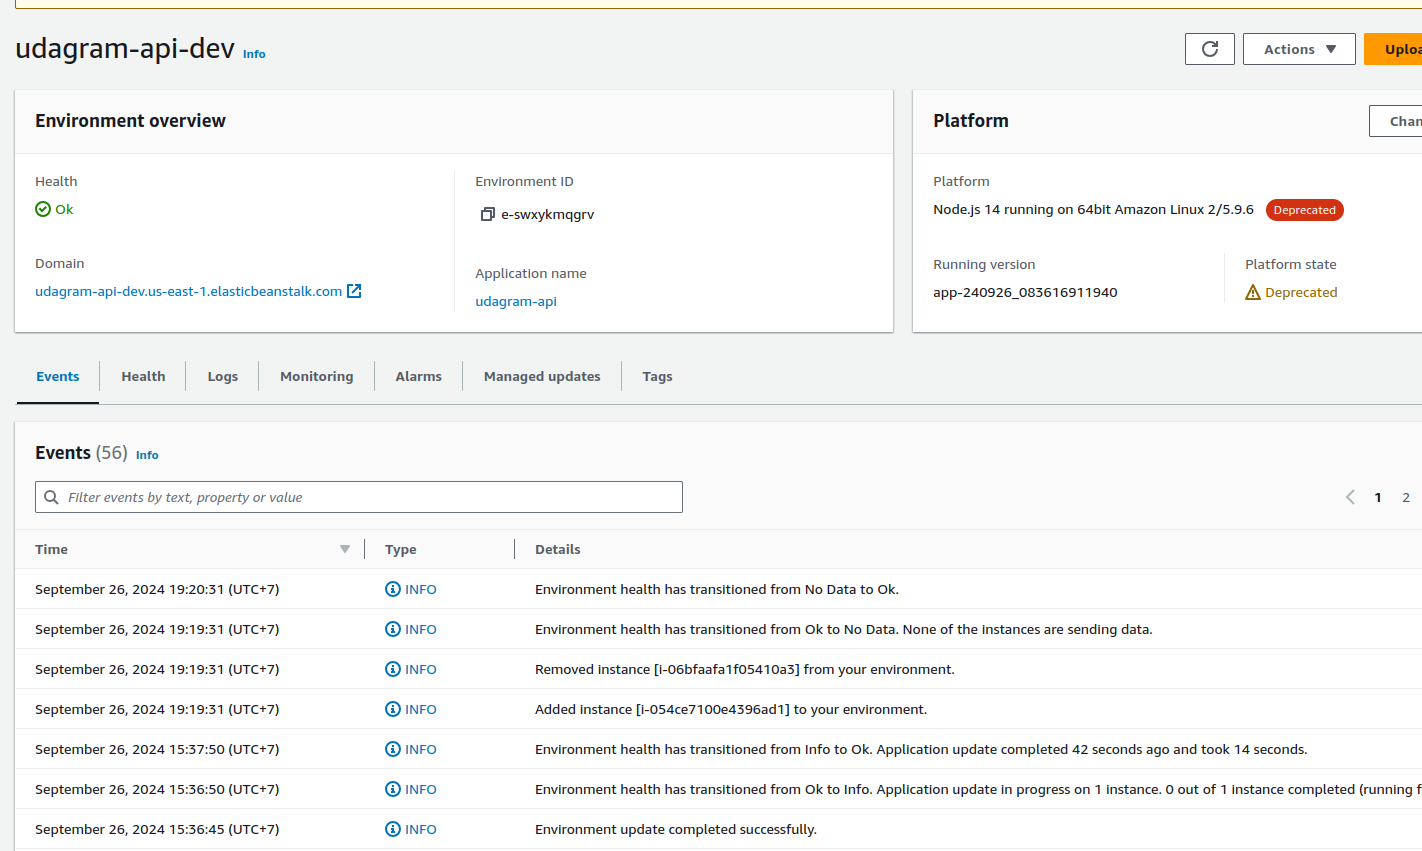 udagram-api-dev Info
Actions
Environment overview
Health
Ok
Environment ID
e-swxykmqgrv
Domain
udagram-api-dev.us-east-1.elasticbeanstalk.com
Application name
udagram-api
Platform
Platform
Node.js 14 running on 64bit Amazon Linux 2/5.9.6 Deprecated
Running version
app-240926_083616911940
Platform state
Deprecated
Events Health Logs Monitoring Alarms Managed updates Tags
Events (56) Info
Filter events by text, property or value
1 2
Time Type Details
September 26, 2024 19:20:31 (UTC+7) INFO Environment health has transitioned from No Data to Ok.
September 26, 2024 19:19:31 (UTC+7) INFO Environment health has transitioned from Ok to No Data. None of the instances are sending data.
September 26, 2024 19:19:31 (UTC+7) INFO Removed instance [i-06bfaafa1f05410a3] from your environment.
September 26, 2024 19:19:31 (UTC+7) INFO Added instance [i-054ce7100e4396ad1] to your environment.
September 26, 2024 15:37:50 (UTC+7) INFO Environment health has transitioned from Info to Ok. Application update completed 42 seconds ago and took 14 seconds.
September 26, 2024 15:36:50 (UTC+7) INFO Environment health has transitioned from Ok to Info. Application update in progress on 1 instance. 0 out of 1 instance completed (running
September 26, 2024 15:36:45 (UTC+7) INFO Environment update completed successfully.